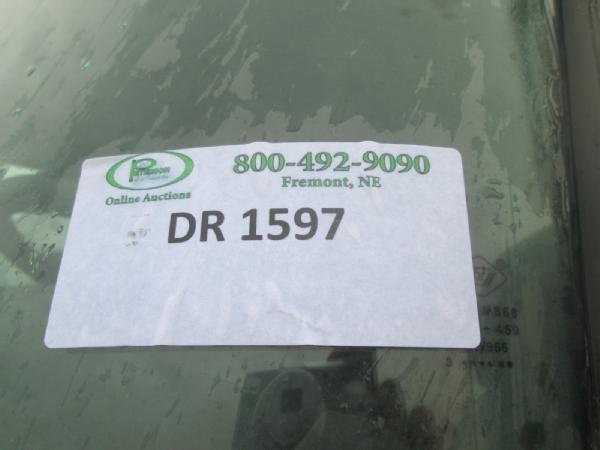 800-492-9090
Fremont, NE
Online Auctions
DR 1597